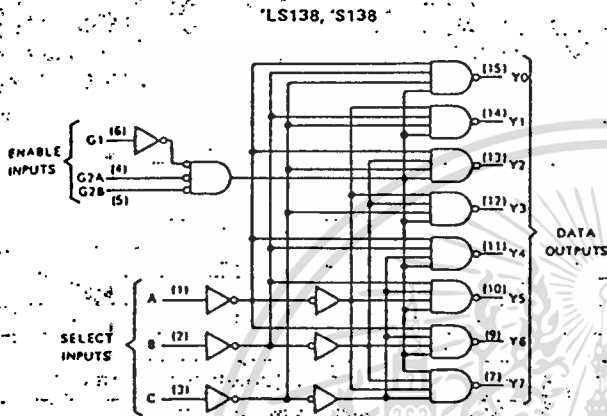 'LS138, 'S138
ENABLE INPUTS
G1 (6)
G2A (4)
G2B (5)
SELECT INPUTS
A (1)
B (2)
C (3)
(15) Y0
(14) Y1
(13) Y2
(12) Y3
(11) Y4
(10) Y5
(9) Y6
(7) Y7
DATA OUTPUTS